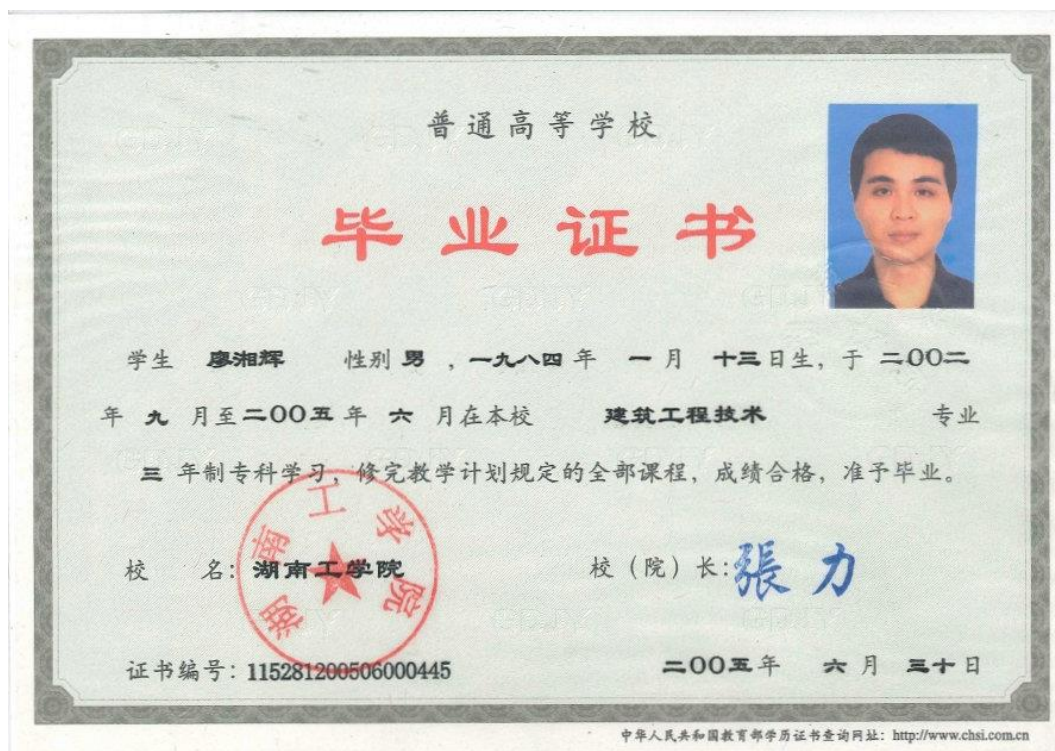 普通高等学校
毕业证书
学生 廖湘辉 性别 男 , 一九八四 年 一 月 十三 日生, 于 二〇〇二
年 九 月至 二〇〇五 年 六 月在本校 建筑工程技术 专业
三 年制专科学习, 修完教学计划规定的全部课程, 成绩合格, 准予毕业。
湖南工学院
校 名: 湖南工学院 校(院)长: 張力
证书编号: 115281200506000445 二〇〇五 年 六 月 三十 日
中华人民共和国教育部学历证书查询网址: http://www.chsi.com.cn